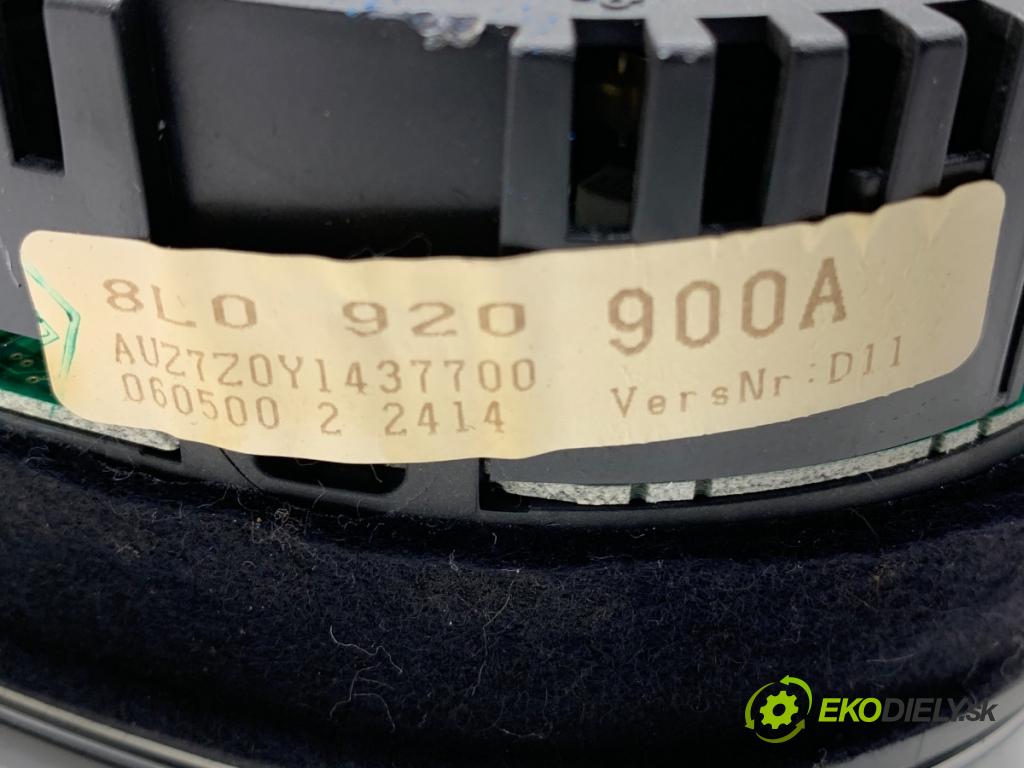 8L0 920 900A
AUZ7Z0Y1437700
060500 2 2414
VersNr:D11
EKODIELY.sk